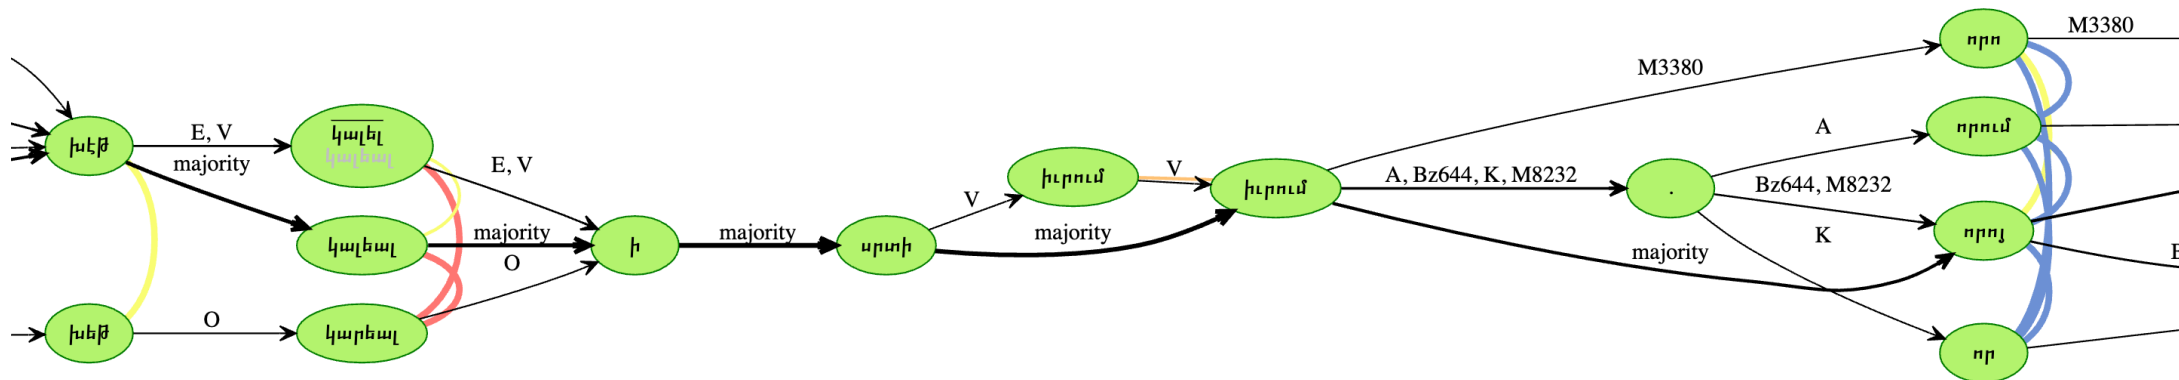 խէթ
E, V
majority
կալել
կալեալ
E, V
կալեալ
majority
O
խեթ
O
կարեալ
ի
majority
սրտի
V
majority
իւրում
V
իւրում
M3380
A, Bz644, K, M8232
majority
.
A
Bz644, M8232
K
որո
M3380
որում
որոյ
E
որ